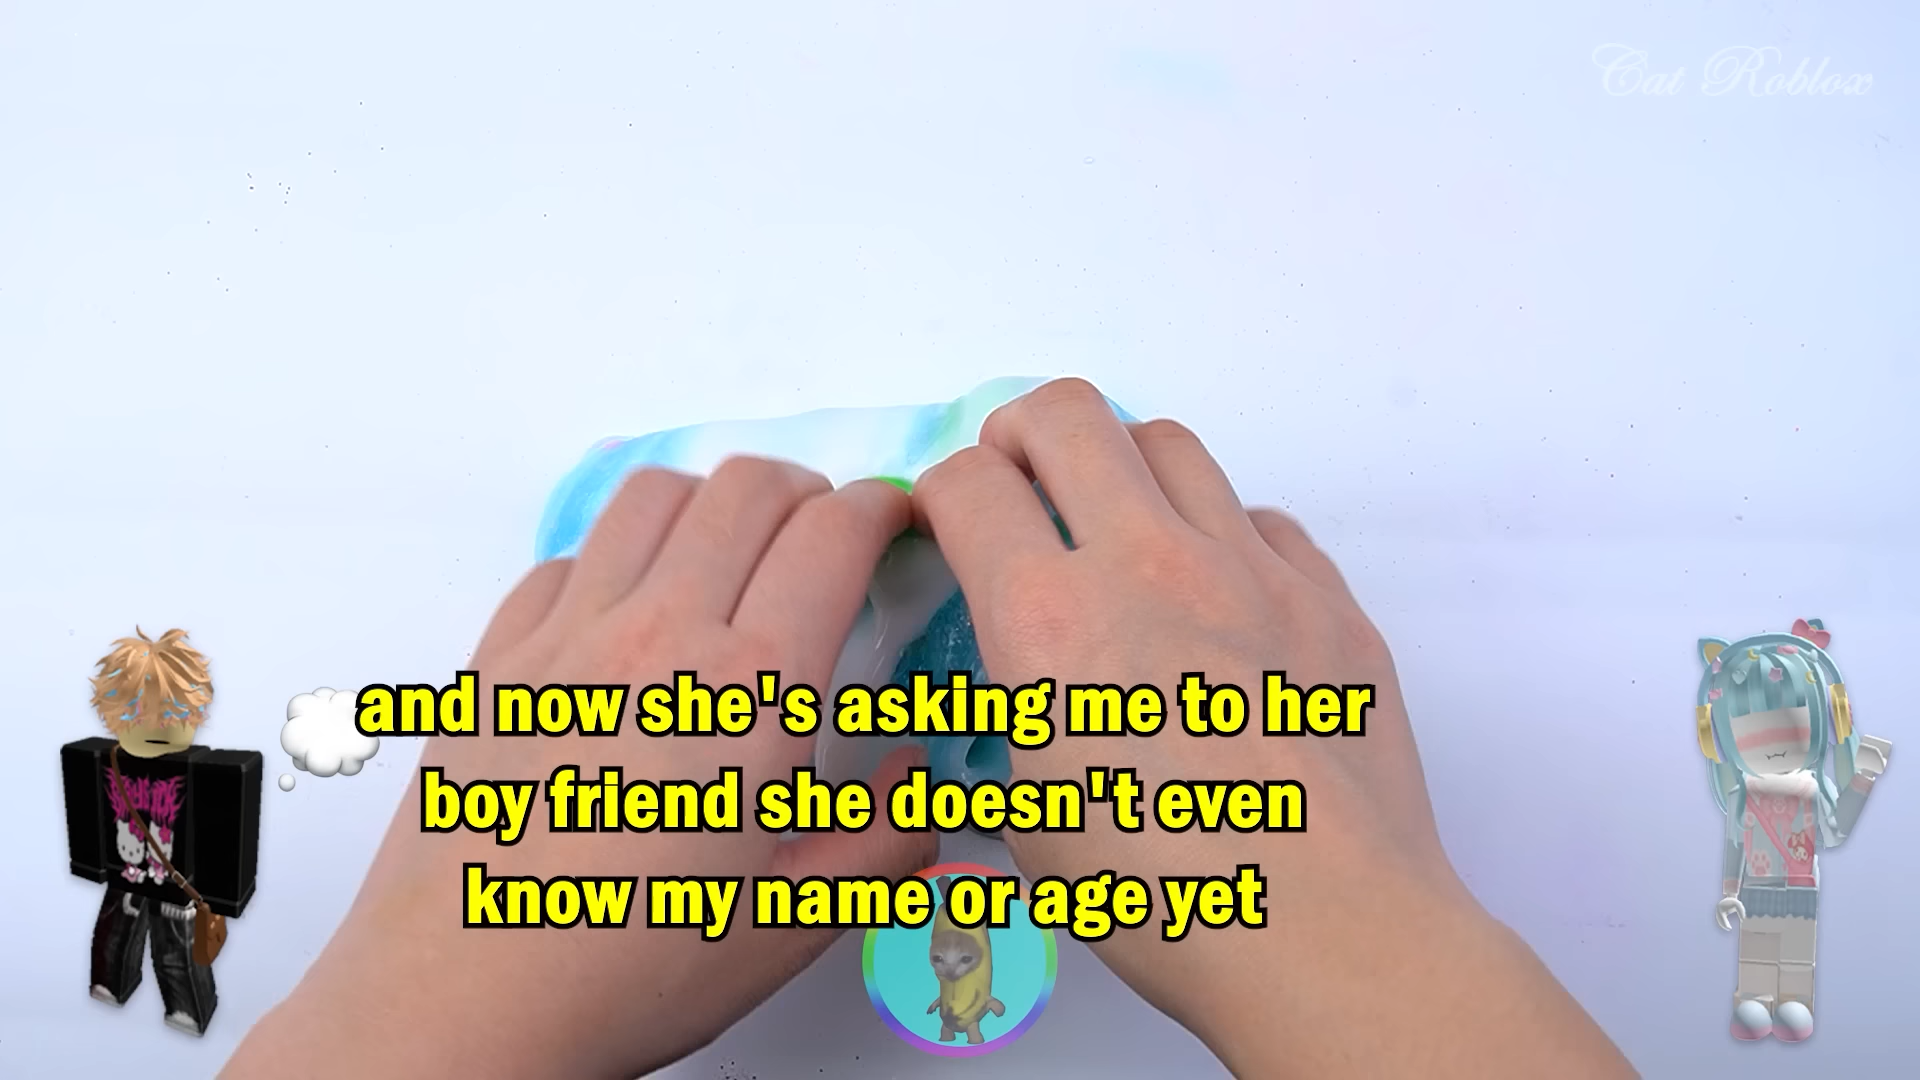 Cat Roblox
and now she's asking me to her
boy friend she doesn't even
know my name or age yet